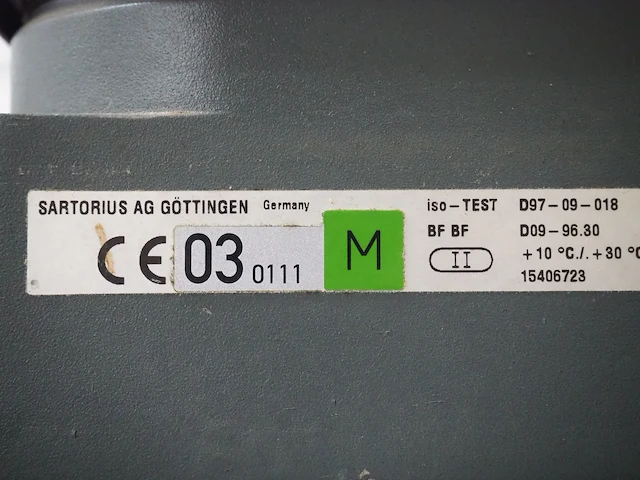 SARTORIUS AG GÖTTINGEN Germany
CE 03 0111 M
iso-TEST D97-09-018
BF BF D09-96.30
II +10 °C./.+30 °C
15406723